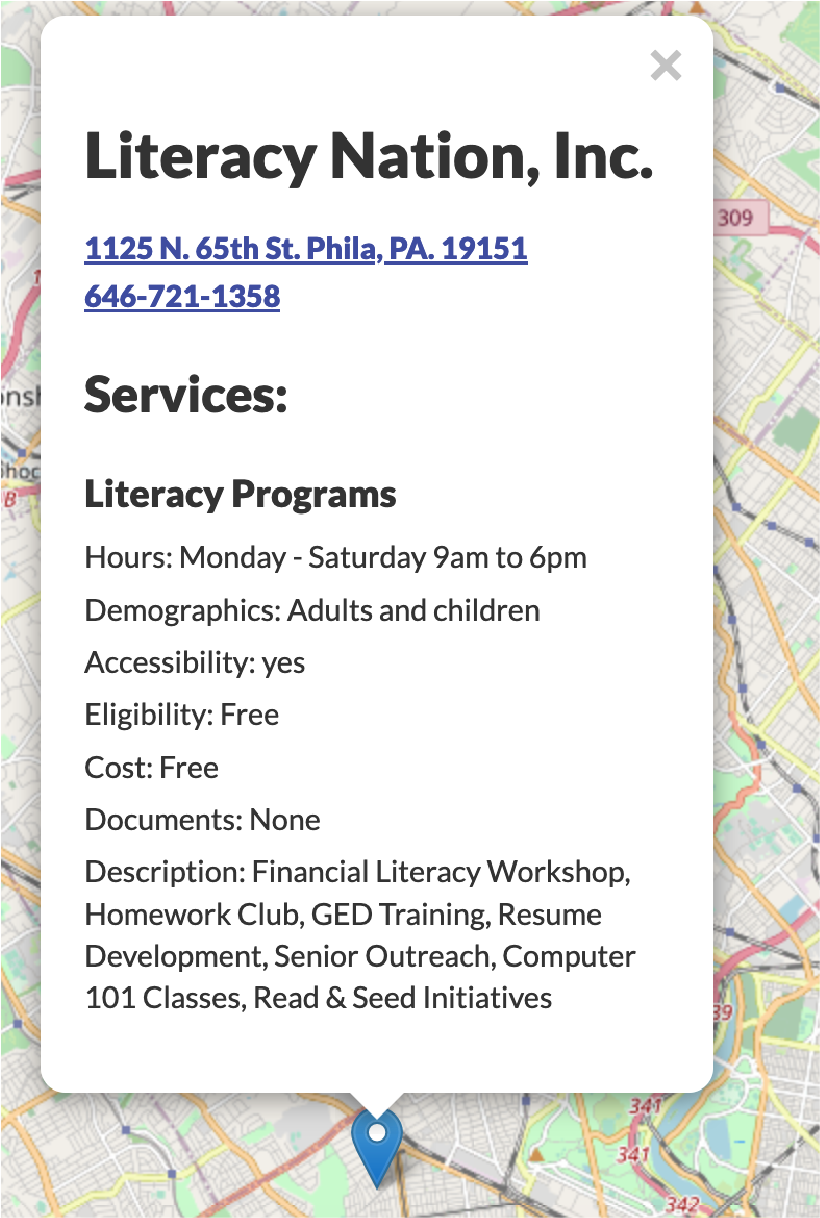 Literacy Nation, Inc.
1125 N. 65th St. Phila, PA. 19151
646-721-1358
309
Services:
Literacy Programs
Hours: Monday - Saturday 9am to 6pm
Demographics: Adults and children
Accessibility: yes
Eligibility: Free
Cost: Free
Documents: None
Description: Financial Literacy Workshop,
Homework Club, GED Training, Resume
Development, Senior Outreach, Computer
101 Classes, Read & Seed Initiatives
341
341
342